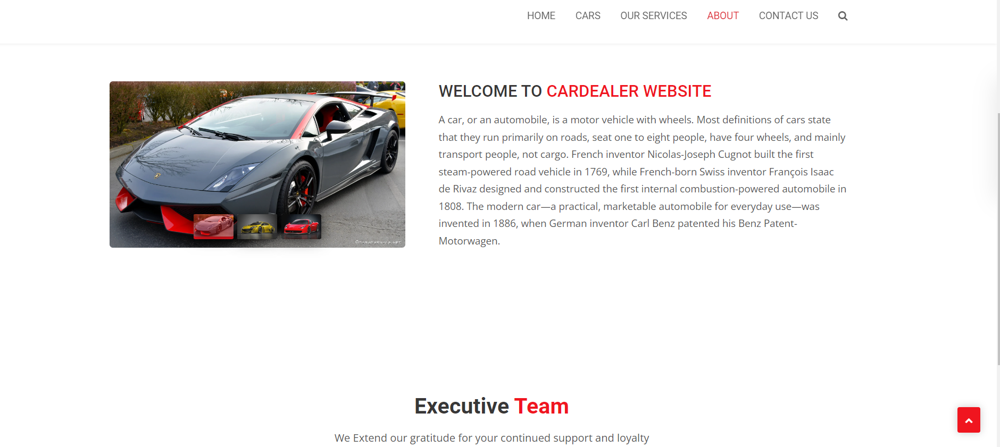 HOME CARS OUR SERVICES ABOUT CONTACT US
WELCOME TO CARDEALER WEBSITE
A car, or an automobile, is a motor vehicle with wheels. Most definitions of cars state
that they run primarily on roads, seat one to eight people, have four wheels, and mainly
transport people, not cargo. French inventor Nicolas-Joseph Cugnot built the first
steam-powered road vehicle in 1769, while French-born Swiss inventor François Isaac
de Rivaz designed and constructed the first internal combustion-powered automobile in
1808. The modern car—a practical, marketable automobile for everyday use—was
invented in 1886, when German inventor Carl Benz patented his Benz Patent-
Motorwagen.
©CARJOURNALS.NET
Executive Team
We Extend our gratitude for your continued support and loyalty